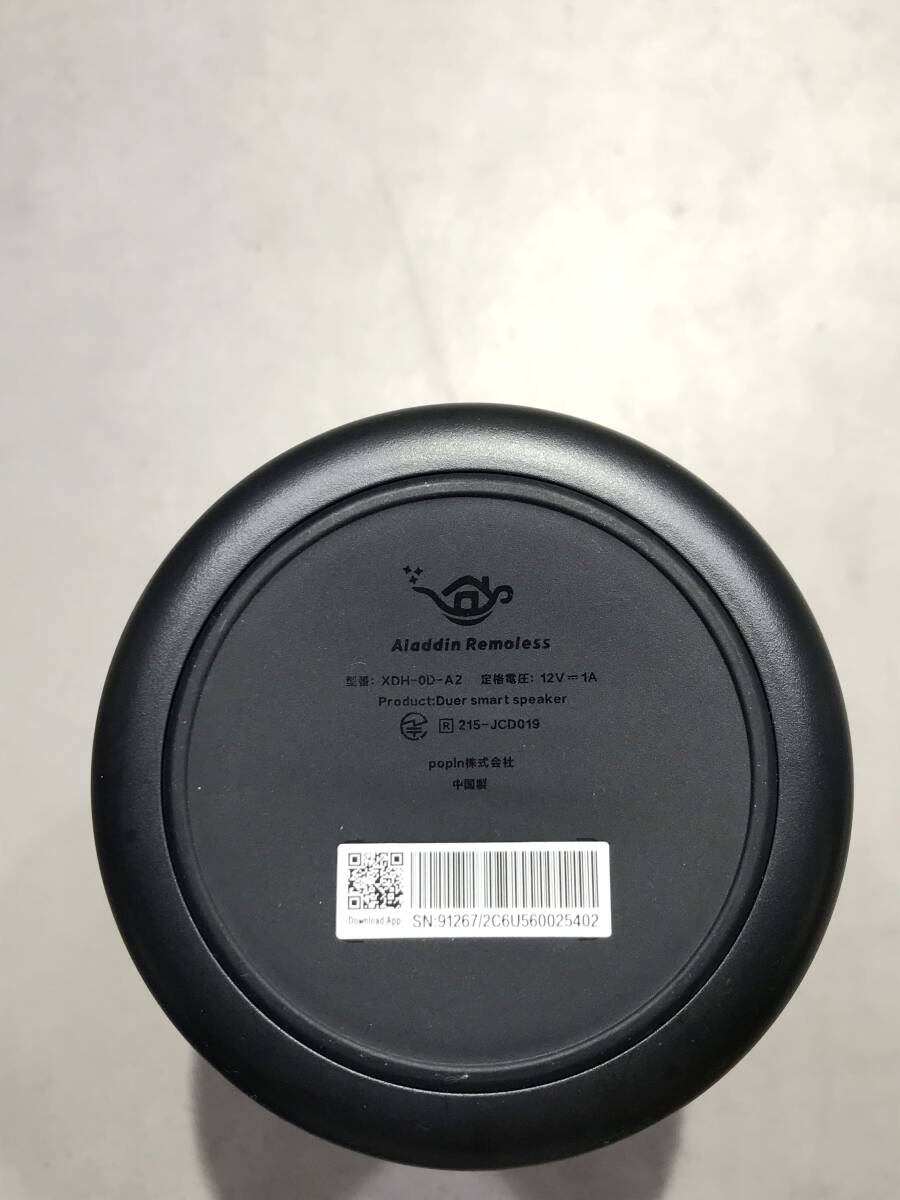 Aladdin Remoless
型番: XDH-0D-A2 定格電圧: 12V⎓1A
Product:Duer smart speaker
R 215-JCD019
popIn株式会社
中国製
Download App SN:91267/2C6U560025402